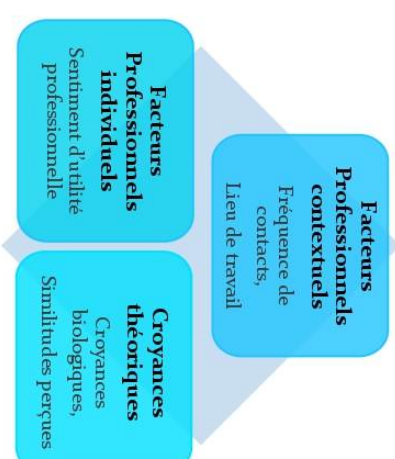 Facteurs
Professionnels
contextuels
Fréquence de
contacts,
Lieu de travail
Facteurs
Professionnels
individuels
Sentiment d'utilité
professionnelle
Croyances
théoriques
Croyances
biologiques,
Similitudes perçues